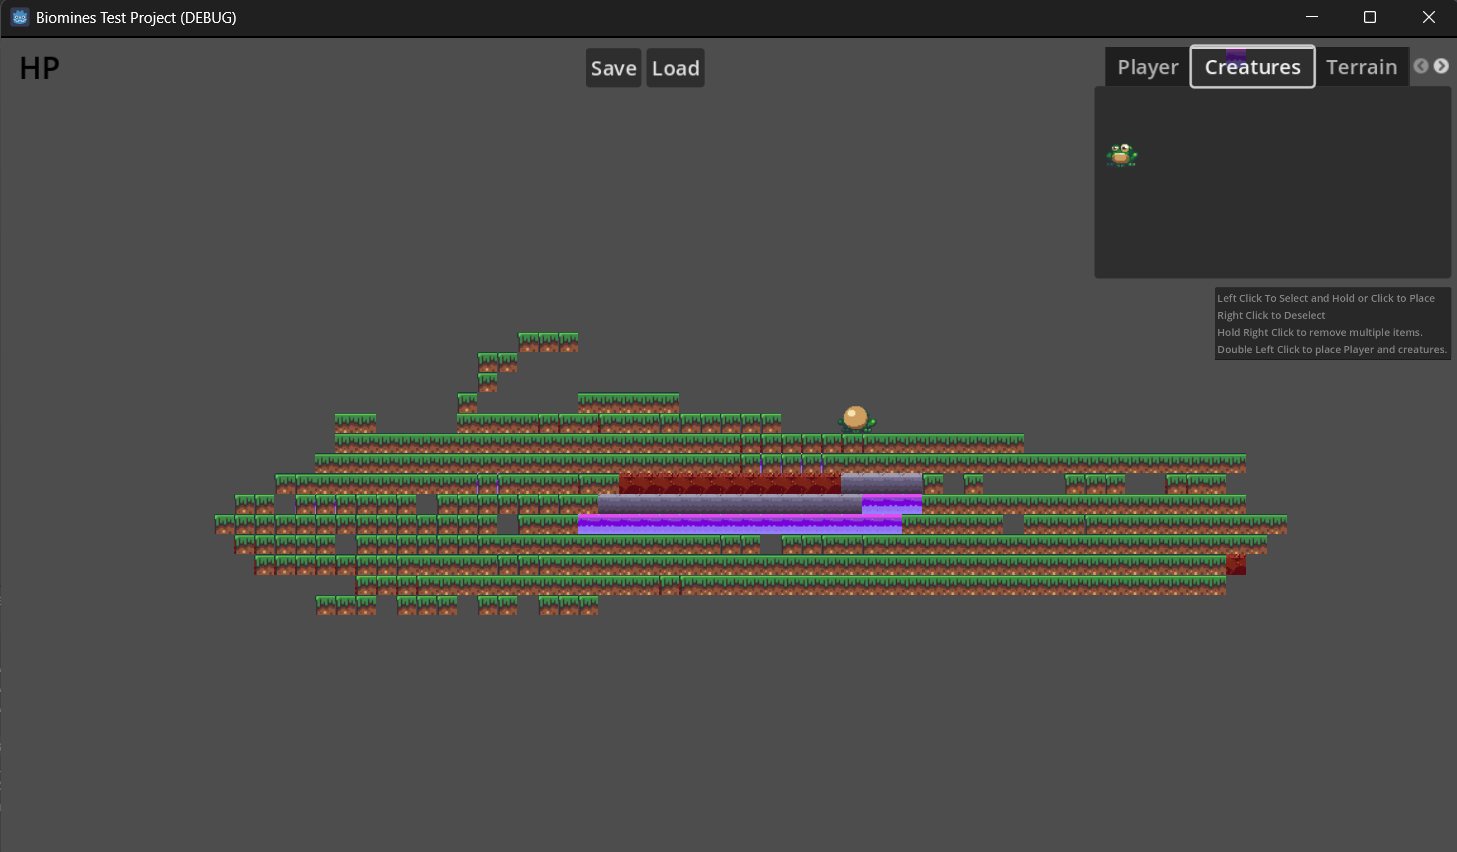 Biomines Test Project (DEBUG)
HP
Save
Load
Player
Creatures
Terrain
Left Click To Select and Hold or Click to Place
Right Click to Deselect
Hold Right Click to remove multiple items.
Double Left Click to place Player and creatures.